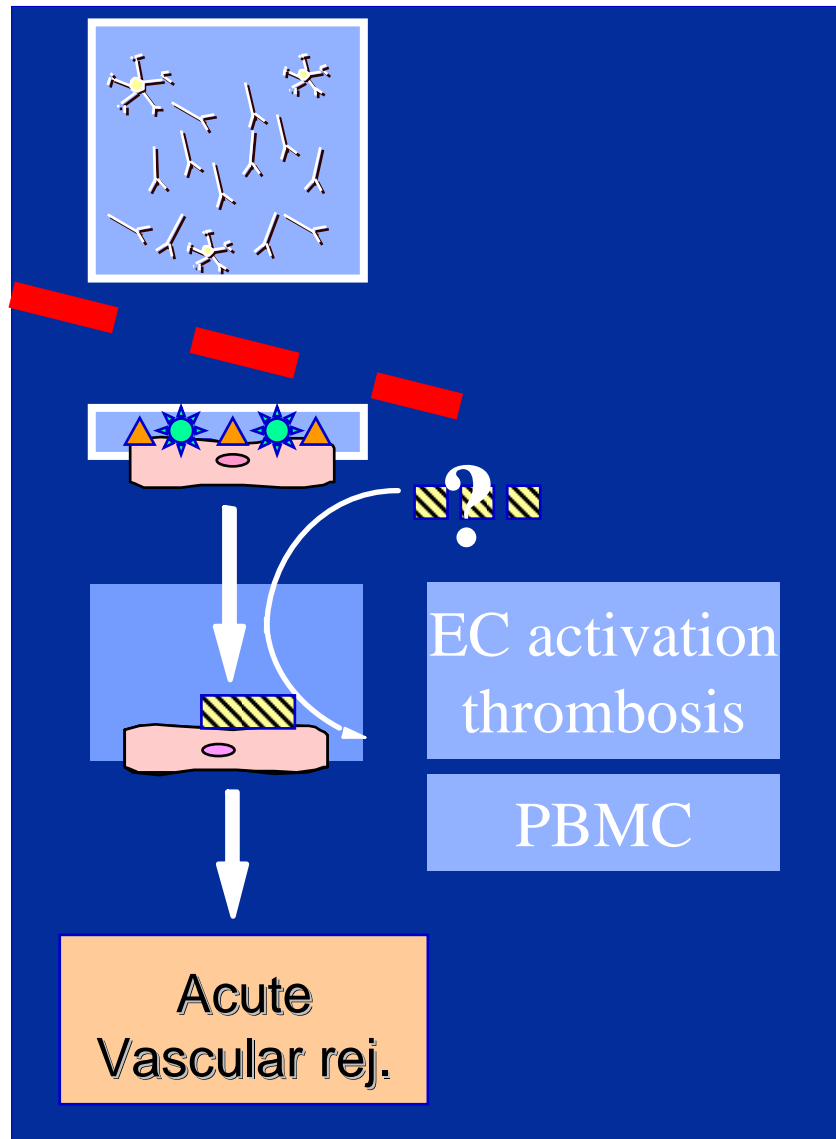 ?
EC activation
thrombosis
PBMC
Acute
Vascular rej.